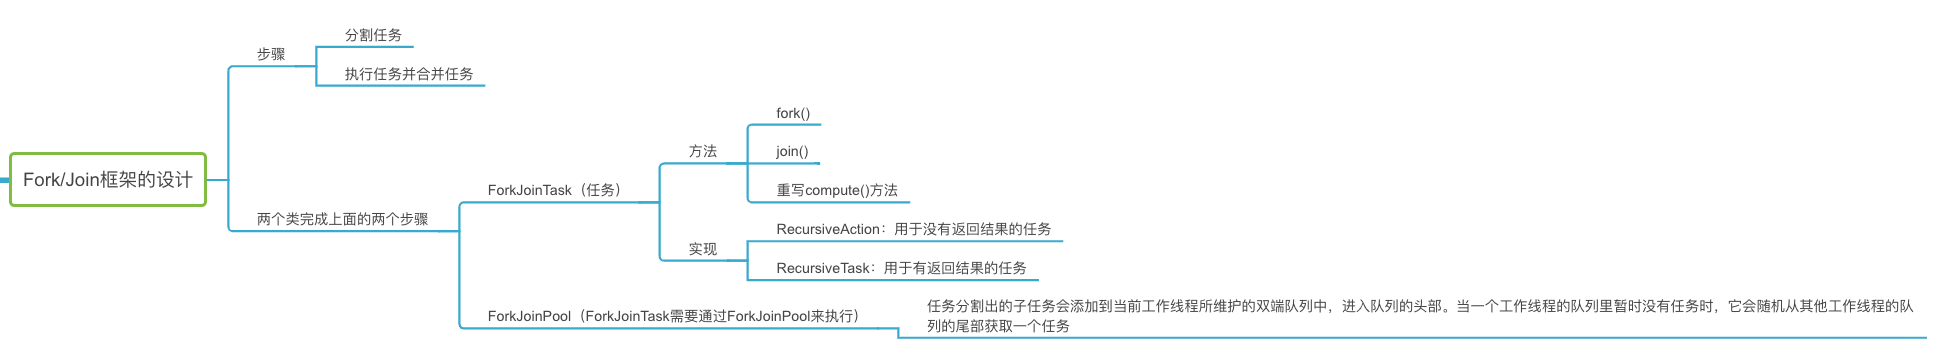 Fork/Join框架的设计
步骤
分割任务
执行任务并合并任务
两个类完成上面的两个步骤
ForkJoinTask（任务）
方法
fork()
join()
重写compute()方法
实现
RecursiveAction：用于没有返回结果的任务
RecursiveTask：用于有返回结果的任务
ForkJoinPool（ForkJoinTask需要通过ForkJoinPool来执行）
任务分割出的子任务会添加到当前工作线程所维护的双端队列中，进入队列的头部。当一个工作线程的队列里暂时没有任务时，它会随机从其他工作线程的队
列的尾部获取一个任务